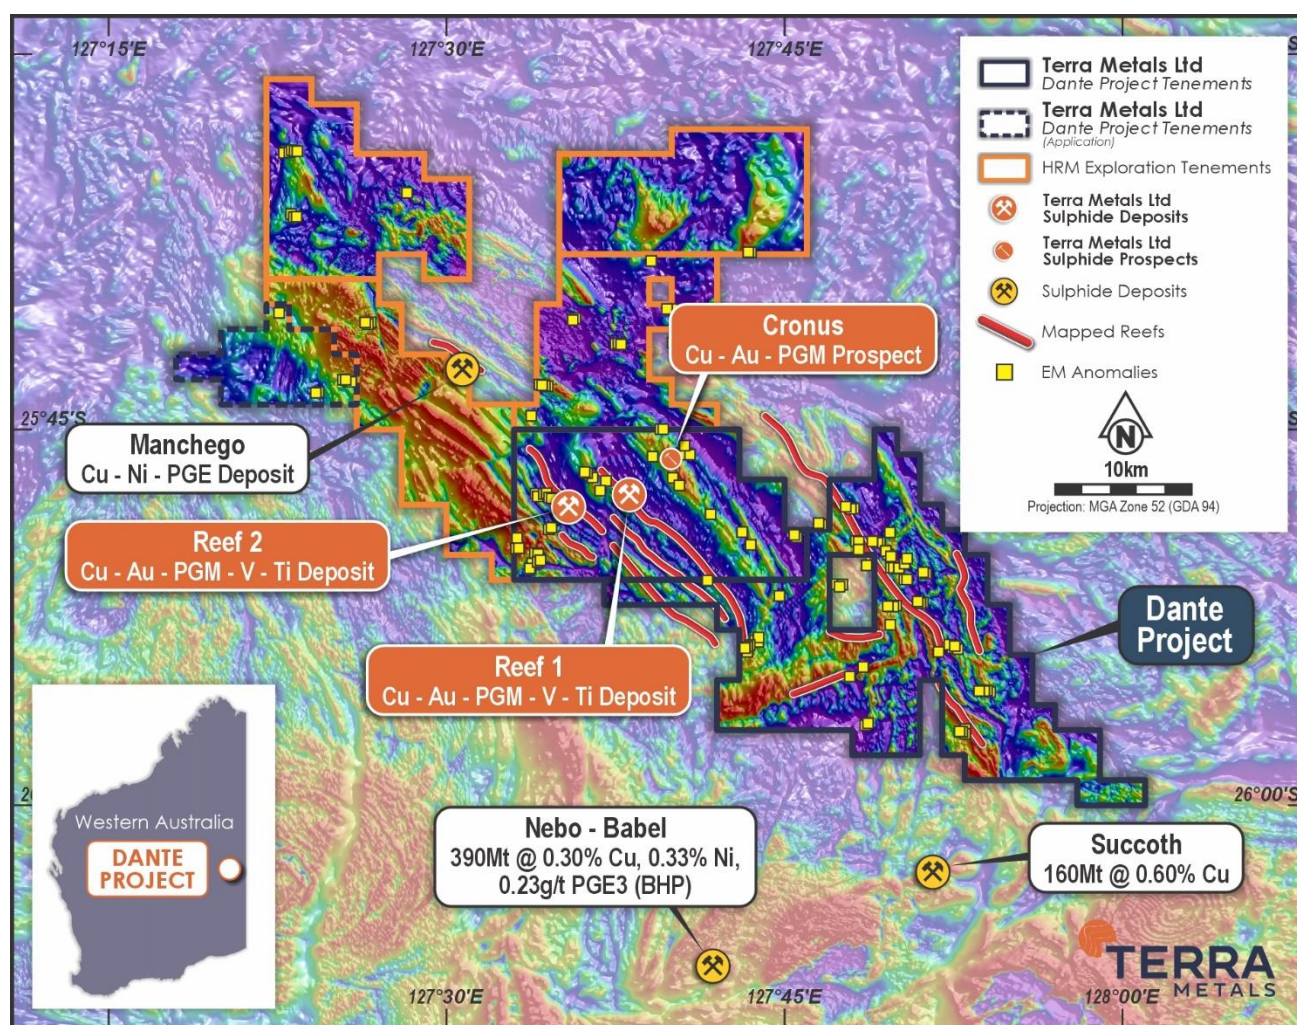 127°15'E
127°30'E
127°45'E
Terra Metals Ltd
Dante Project Tenements
Terra Metals Ltd
Dante Project Tenements
(Application)
HRM Exploration Tenements
Terra Metals Ltd
Sulphide Deposits
Terra Metals Ltd
Sulphide Prospects
Sulphide Deposits
Mapped Reefs
EM Anomalies
N
10km
Projection: MGA Zone 52 (GDA 94)
Cronus
Cu - Au - PGM Prospect
25°45'S
Manchego
Cu - Ni - PGE Deposit
Reef 2
Cu - Au - PGM - V - Ti Deposit
Reef 1
Cu - Au - PGM - V - Ti Deposit
Dante
Project
26°00'S
Western Australia
DANTE
PROJECT
Nebo - Babel
390Mt @ 0.30% Cu, 0.33% Ni,
0.23g/t PGE3 (BHP)
Succoth
160Mt @ 0.60% Cu
TERRA
METALS
127°30'E
127°45'E
128°00'E